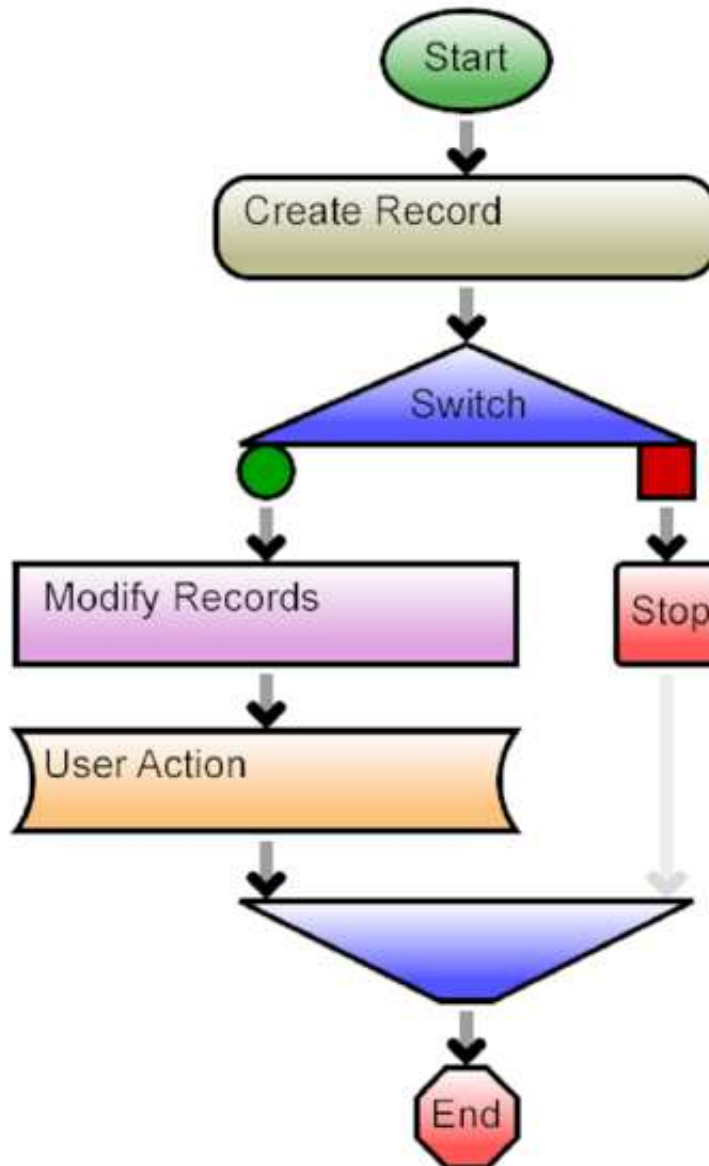 Start
Create Record
Switch
Modify Records
Stop
User Action
End